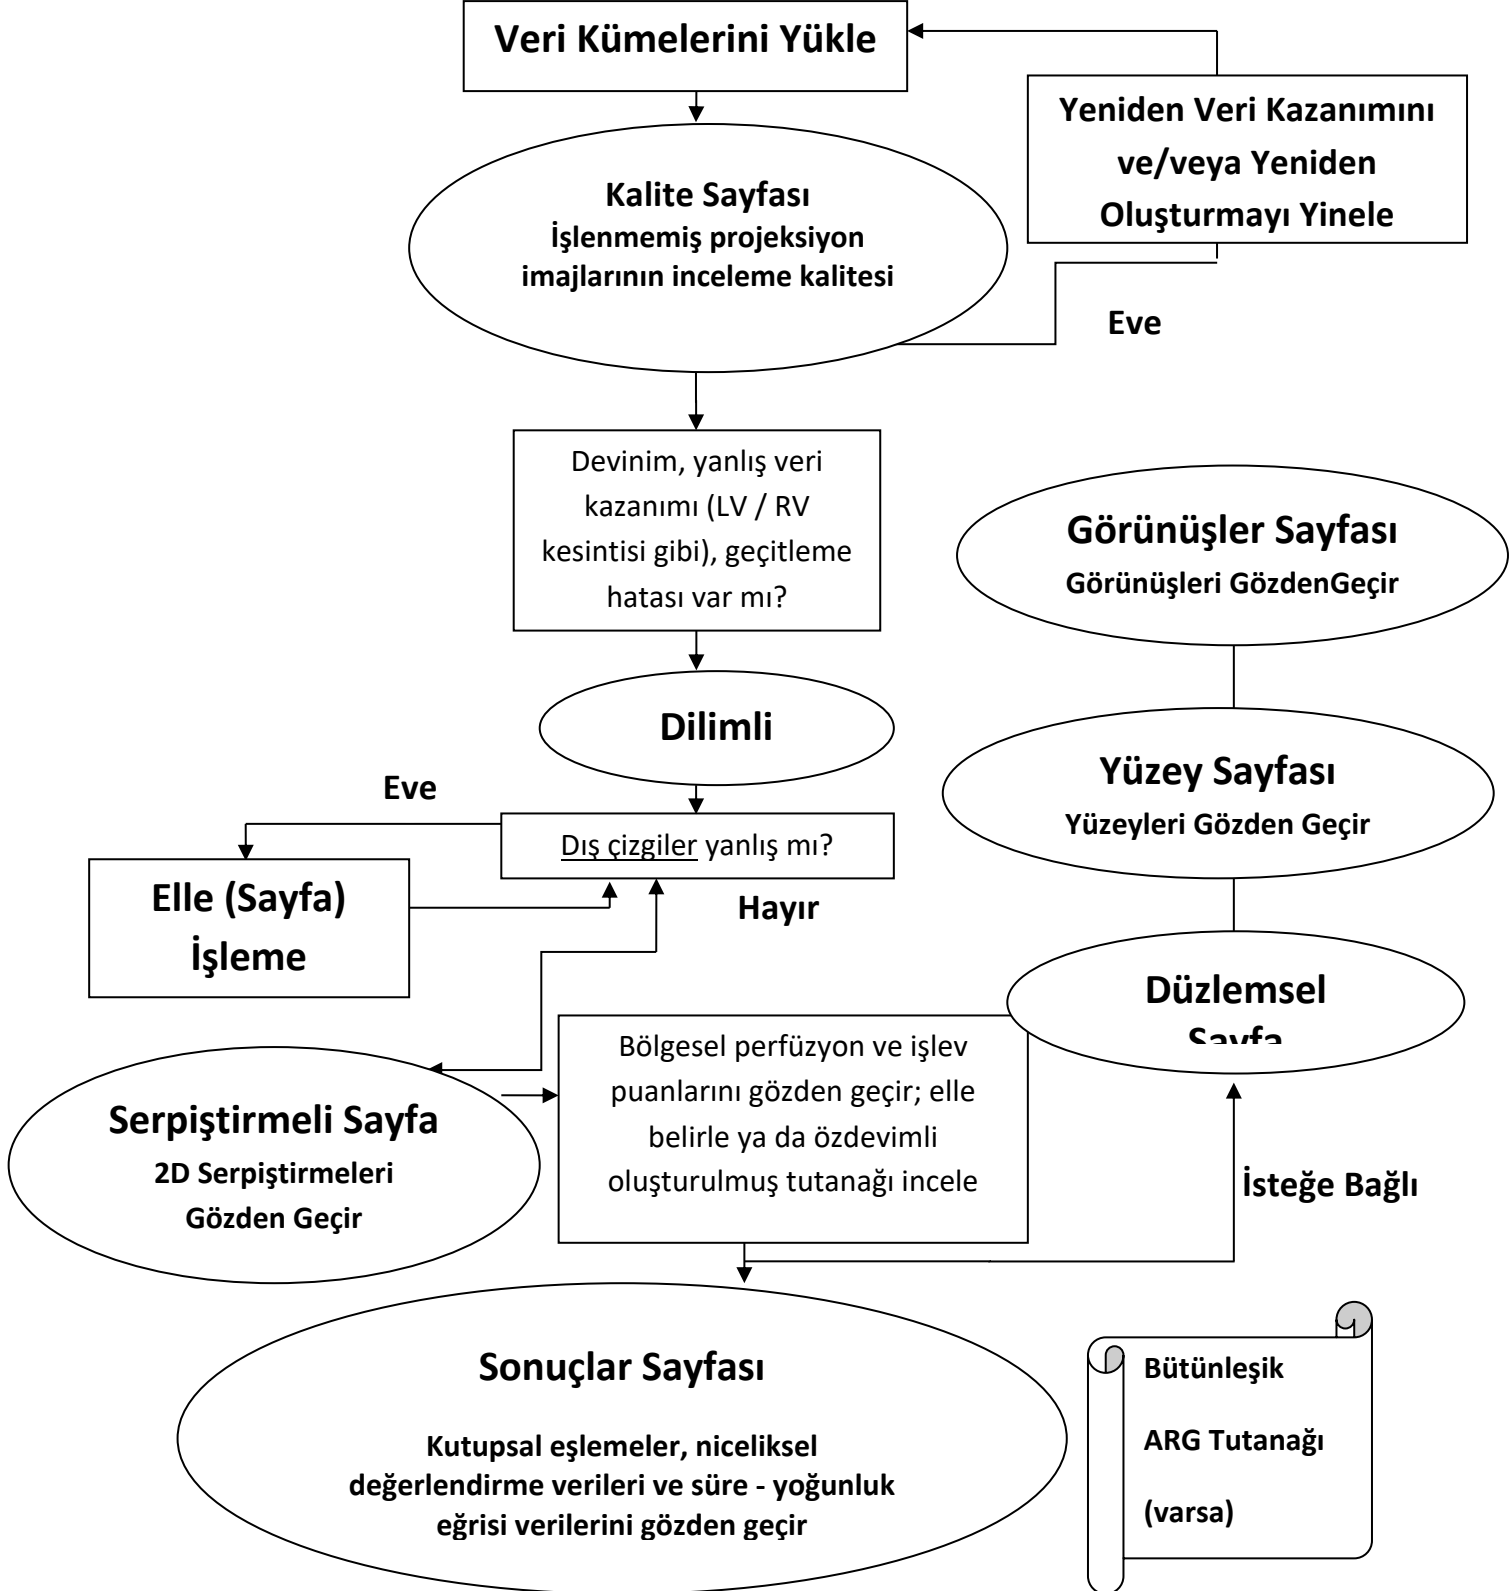 Veri Kümelerini Yükle
Yeniden Veri Kazanımını
ve/veya Yeniden
Oluşturmayı Yinele
Kalite Sayfası
İşlenmemiş projeksiyon
imajlarının inceleme kalitesi
Eve
Devinim, yanlış veri
kazanımı (LV / RV
kesintisi gibi), geçitleme
hatası var mı?
Görünüşler Sayfası
Görünüşleri GözdenGeçir
Dilimli
Yüzey Sayfası
Yüzeyleri Gözden Geçir
Eve
Dış çizgiler yanlış mı?
Elle (Sayfa)
İşleme
Hayır
Düzlemsel
Sayfa
Bölgesel perfüzyon ve işlev
puanlarını gözden geçir; elle
belirle ya da özdevimli
oluşturulmuş tutanağı incele
Serpiştirmeli Sayfa
2D Serpiştirmeleri
Gözden Geçir
İsteğe Bağlı
Sonuçlar Sayfası
Kutupsal eşlemeler, niceliksel
değerlendirme verileri ve süre - yoğunluk
eğrisi verilerini gözden geçir
Bütünleşik
ARG Tutanağı
(varsa)